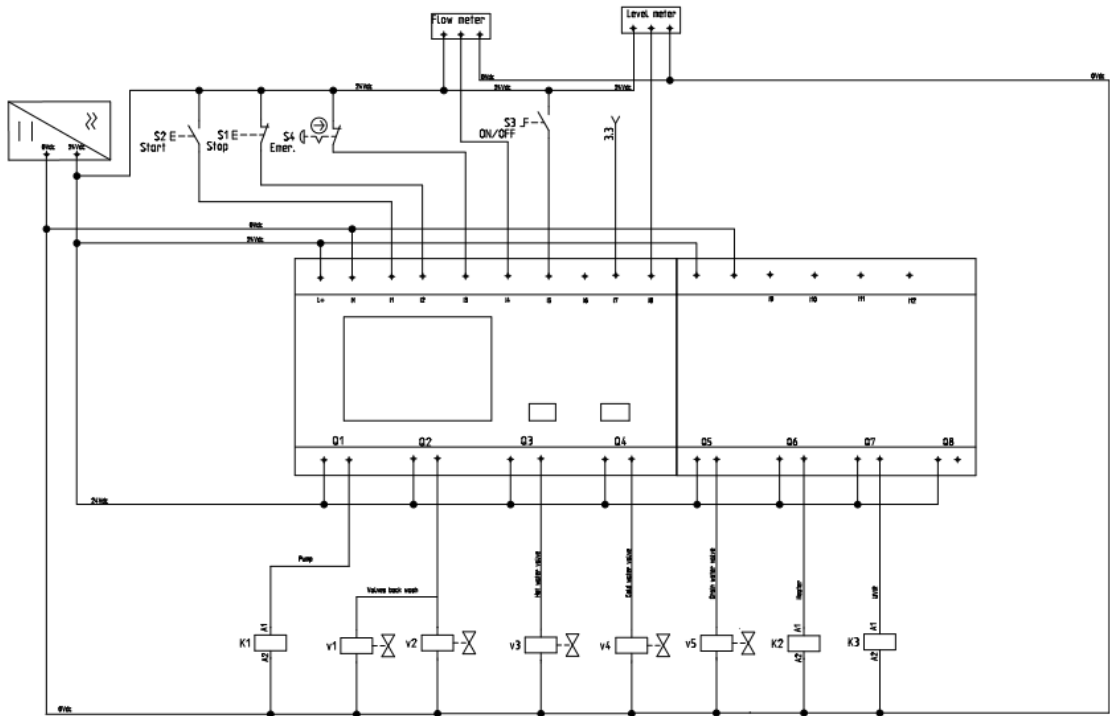 Flow meter
Level meter
0Vdc
0Vdc
24Vdc
24Vdc
24Vdc
0Vdc
24Vdc
S2
Start
S1
Stop
S4
Emer.
S3
ON/OFF
3.3
0Vdc
24Vdc
L+
M
I1
I2
I3
I4
I5
I6
I7
I8
I9
I10
I11
I12
Q1
Q2
Q3
Q4
Q5
Q6
Q7
Q8
24Vdc
Pump
Valves back wash
Hot water valve
Cold water valve
Drain water valve
Heater
K1
A1
A2
v1
v2
v3
v4
v5
K2
A1
A2
K3
A1
A2
0Vdc